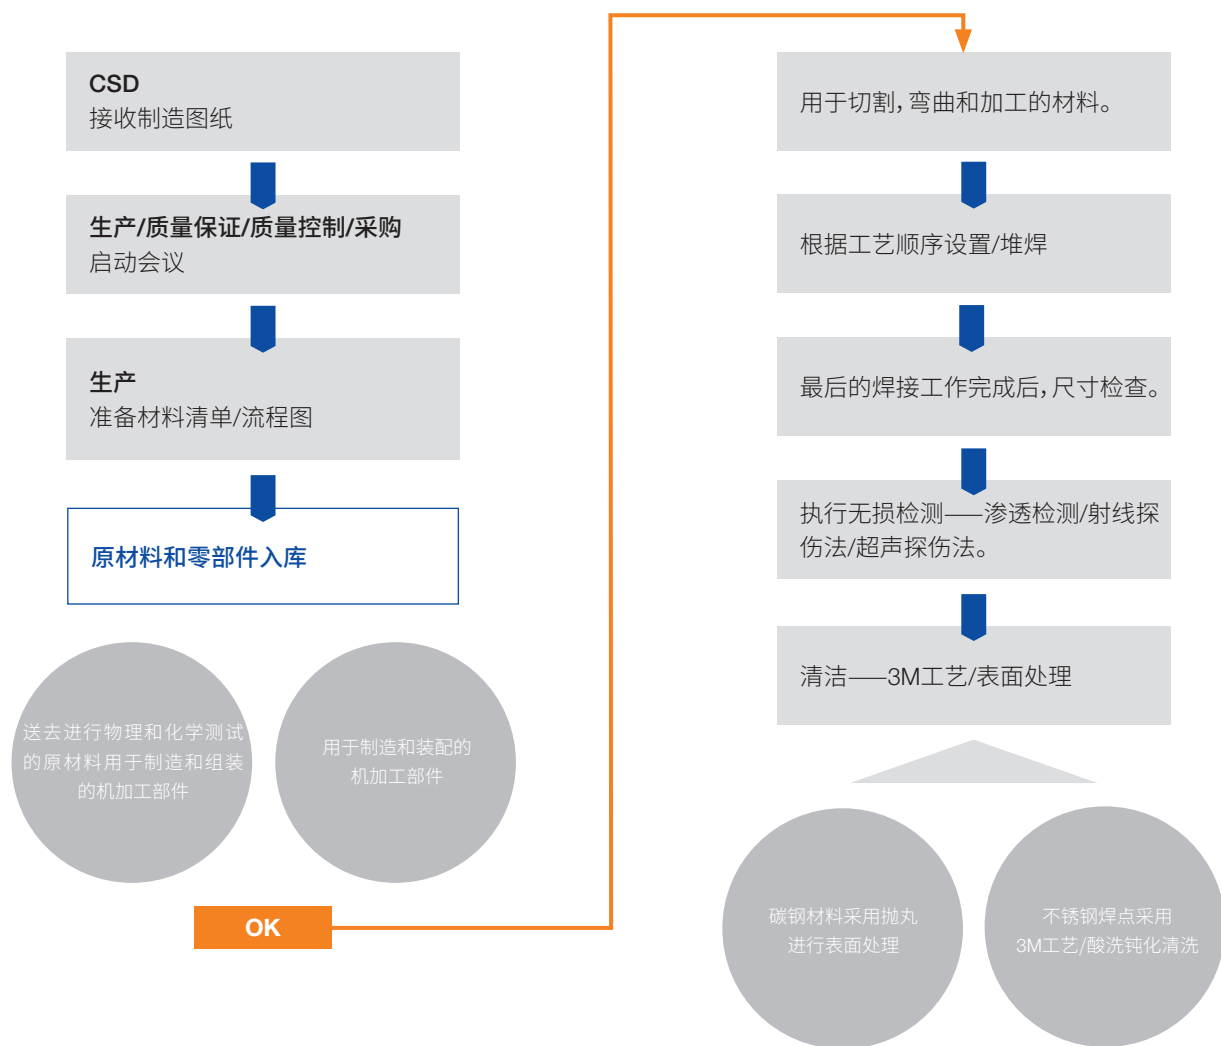 CSD
接收制造图纸
生产/质量保证/质量控制/采购
启动会议
生产
准备材料清单/流程图
原材料和零部件入库
送去进行物理和化学测试
的原材料用于制造和组装
的机加工部件
用于制造和装配的
机加工部件
OK
用于切割，弯曲和加工的材料。
根据工艺顺序设置/堆焊
最后的焊接工作完成后，尺寸检查。
执行无损检测——渗透检测/射线探
伤法/超声探伤法。
清洁——3M工艺/表面处理
碳钢材料采用抛丸
进行表面处理
不锈钢焊点采用
3M工艺/酸洗钝化清洗